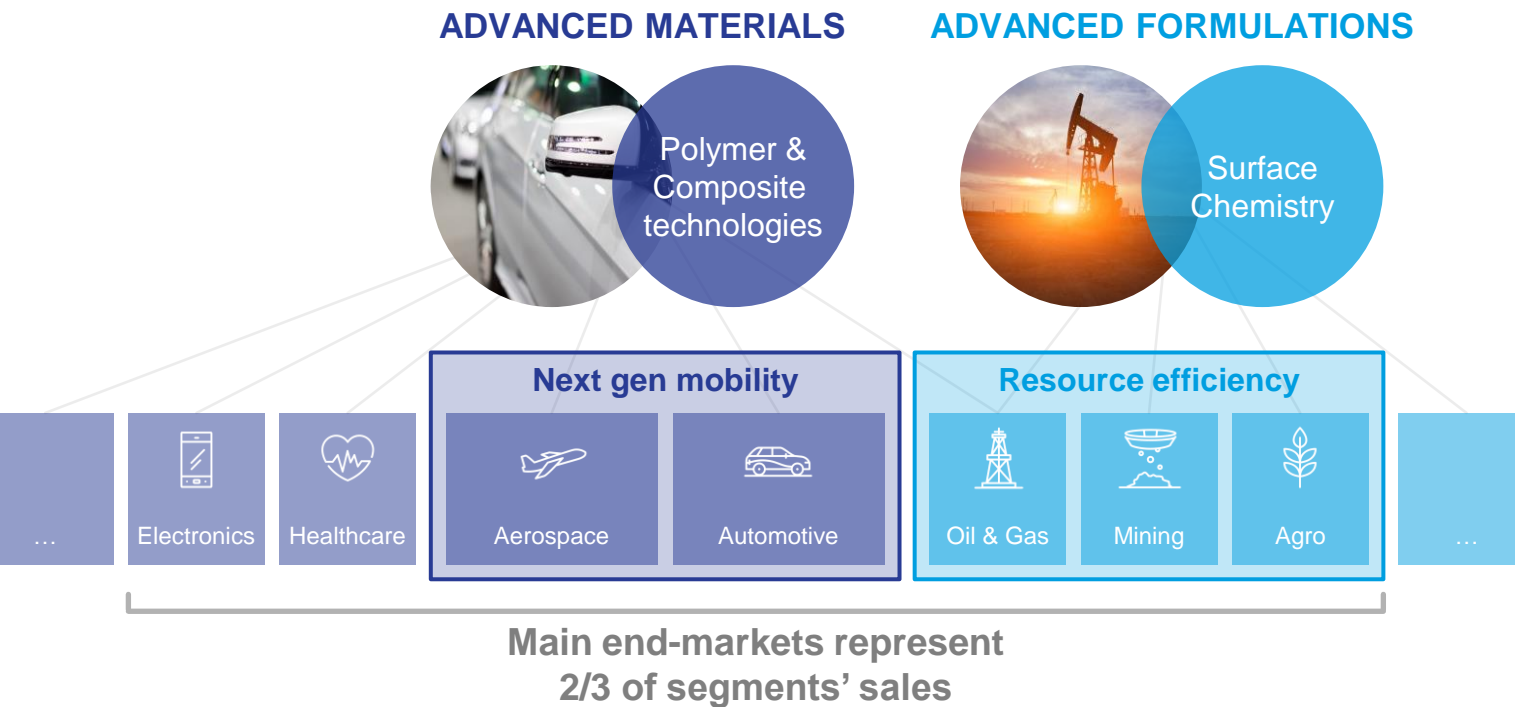 ADVANCED MATERIALS
ADVANCED FORMULATIONS
Polymer &
Composite
technologies
Surface
Chemistry
Next gen mobility
Resource efficiency
…
Electronics
Healthcare
Aerospace
Automotive
Oil & Gas
Mining
Agro
…
Main end-markets represent
2/3 of segments’ sales